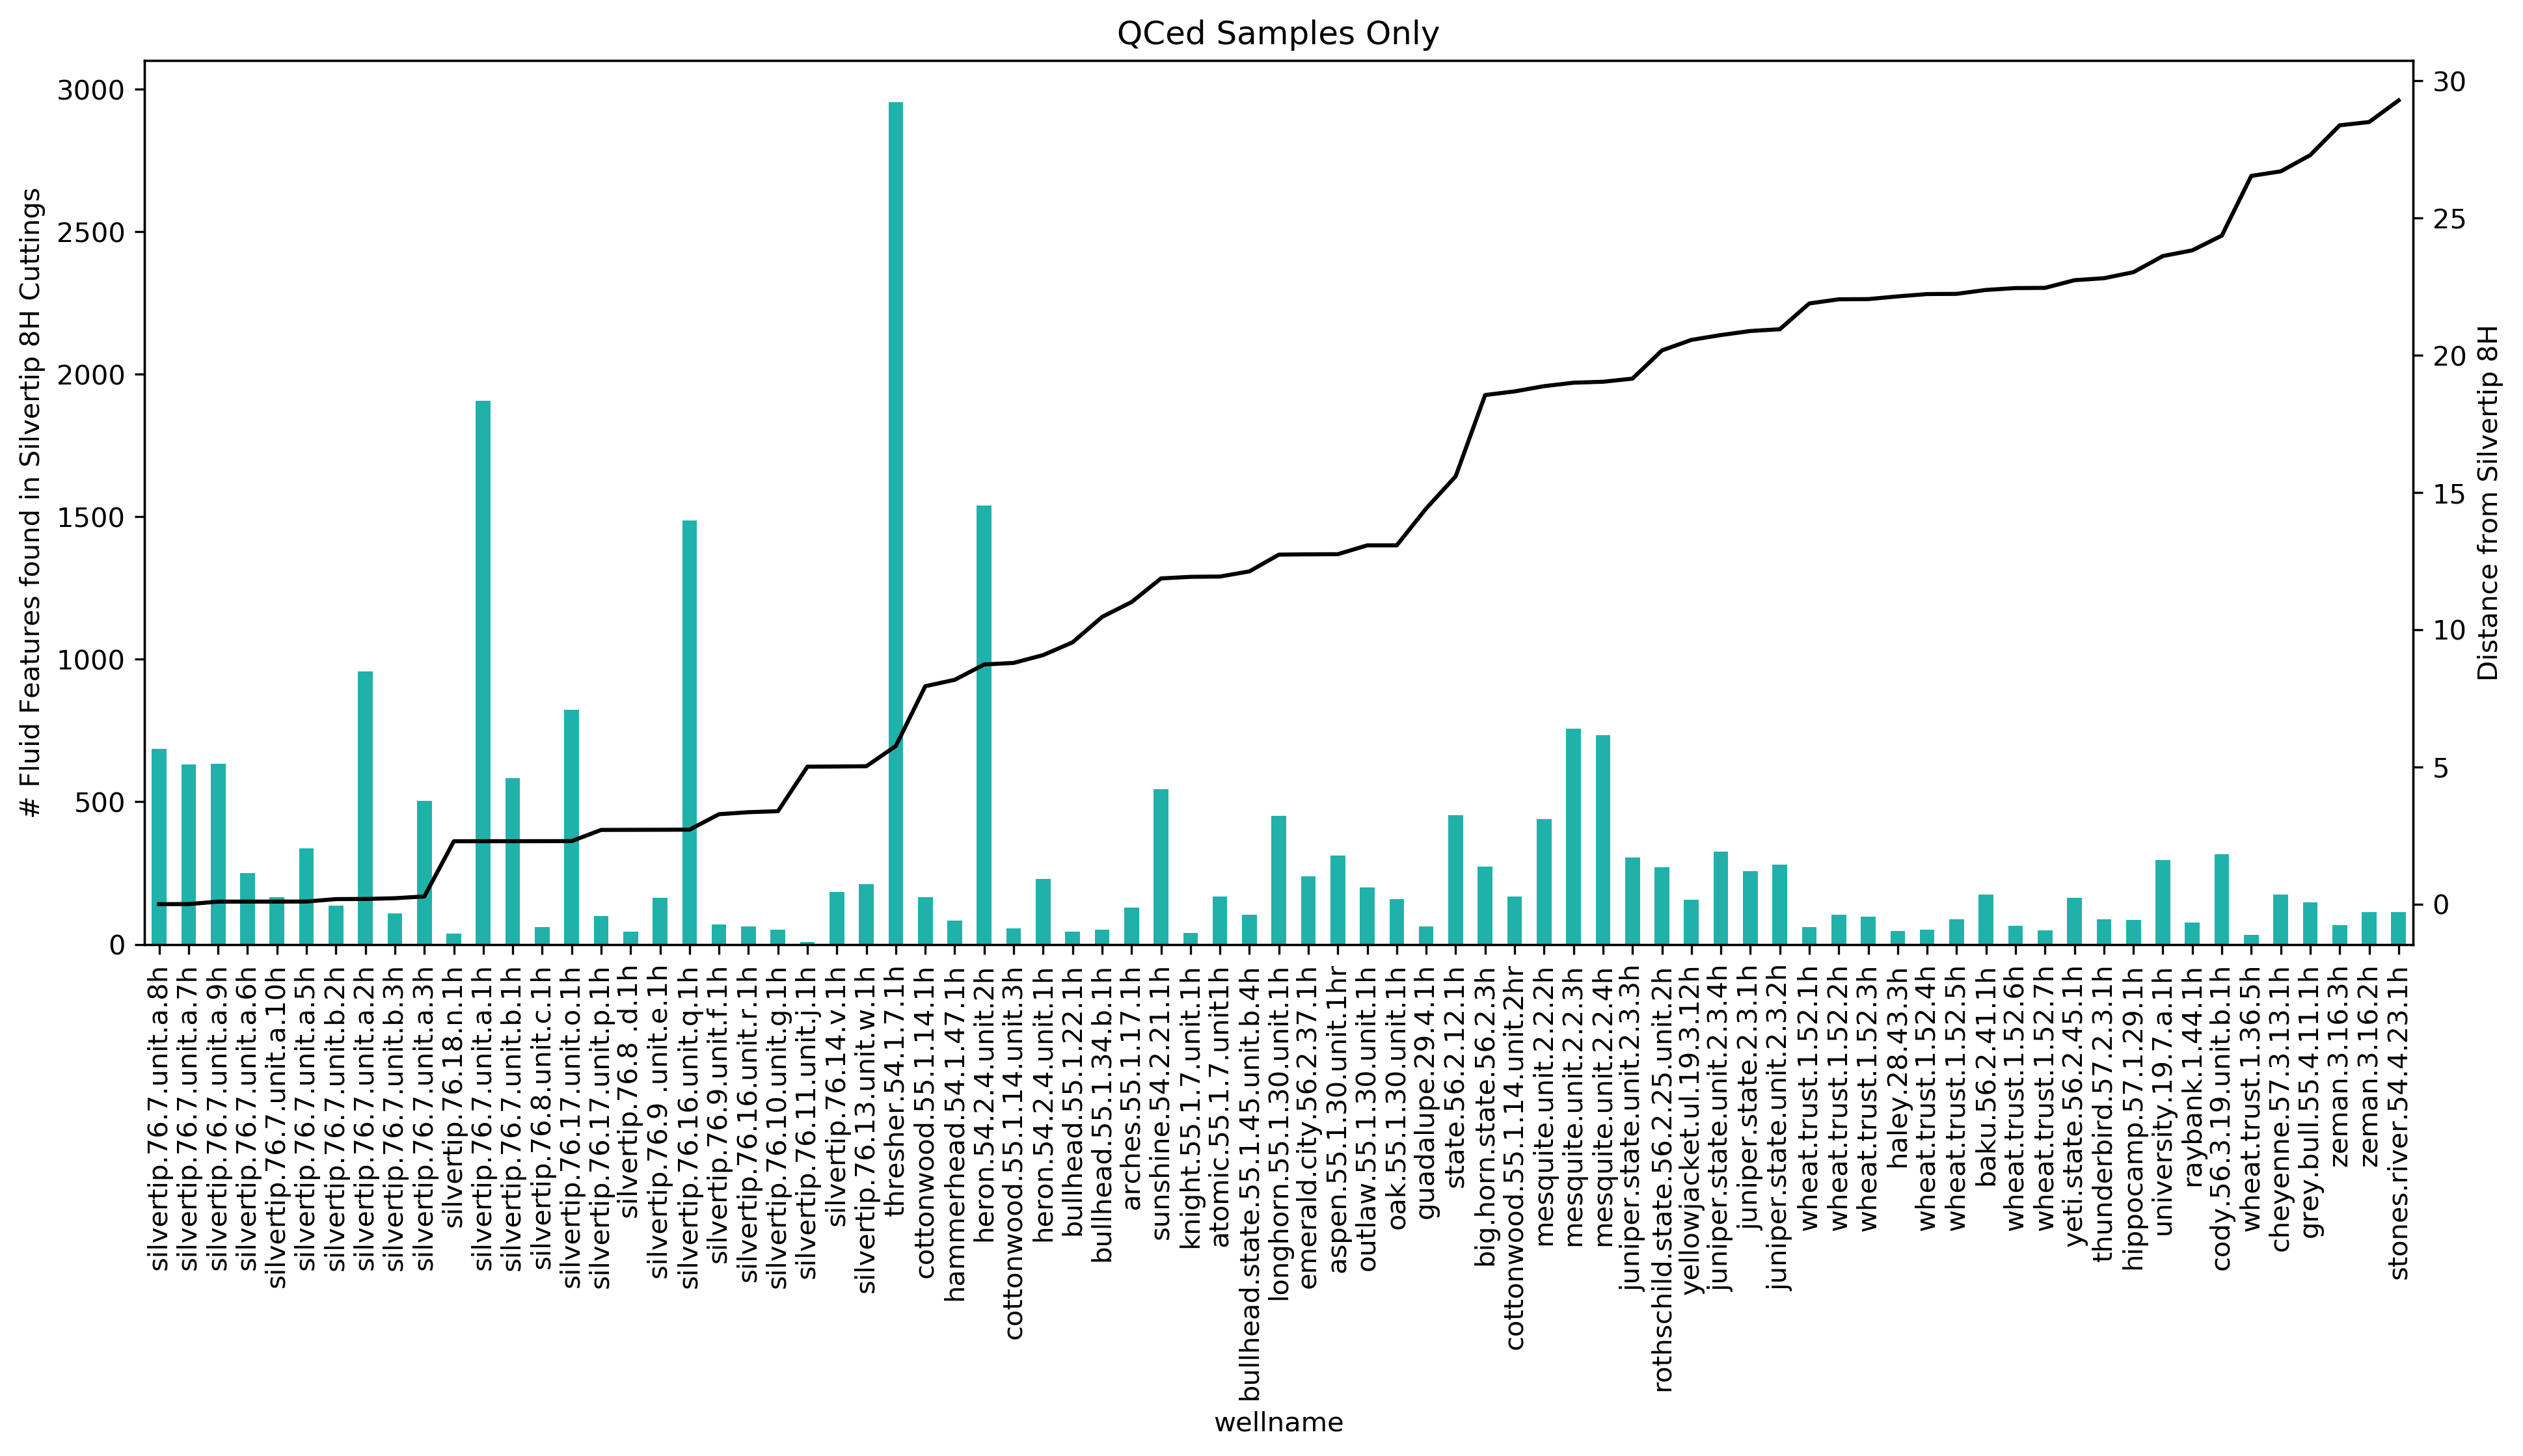 QCed Samples Only
# Fluid Features found in Silvertip 8H Cuttings
3000
2500
2000
1500
1000
500
0
30
25
20
15
10
5
0
Distance from Silvertip 8H
silvertip.76.7.unit.a.8h
silvertip.76.7.unit.a.7h
silvertip.76.7.unit.a.9h
silvertip.76.7.unit.a.6h
silvertip.76.7.unit.a.10h
silvertip.76.7.unit.a.5h
silvertip.76.7.unit.b.2h
silvertip.76.7.unit.a.2h
silvertip.76.7.unit.b.3h
silvertip.76.7.unit.a.3h
silvertip.76.18.n.1h
silvertip.76.7.unit.a.1h
silvertip.76.7.unit.b.1h
silvertip.76.8.unit.c.1h
silvertip.76.17.unit.o.1h
silvertip.76.17.unit.p.1h
silvertip.76.8 .d.1h
silvertip.76.9 .unit.e.1h
silvertip.76.16.unit.q.1h
silvertip.76.9.unit.f.1h
silvertip.76.16.unit.r.1h
silvertip.76.10.unit.g.1h
silvertip.76.11.unit.j.1h
silvertip.76.14.v.1h
silvertip.76.13.unit.w.1h
thresher.54.1.7.1h
cottonwood.55.1.14.1h
hammerhead.54.1.47.1h
heron.54.2.4.unit.2h
cottonwood.55.1.14.unit.3h
heron.54.2.4.unit.1h
bullhead.55.1.22.1h
bullhead.55.1.34.b.1h
arches.55.1.17.1h
sunshine.54.2.21.1h
knight.55.1.7.unit.1h
atomic.55.1.7.unit1h
bullhead.state.55.1.45.unit.b.4h
longhorn.55.1.30.unit.1h
emerald.city.56.2.37.1h
aspen.55.1.30.unit.1hr
outlaw.55.1.30.unit.1h
oak.55.1.30.unit.1h
guadalupe.29.4.1h
state.56.2.12.1h
big.horn.state.56.2.3h
cottonwood.55.1.14.unit.2hr
mesquite.unit.2.2.2h
mesquite.unit.2.2.3h
mesquite.unit.2.2.4h
juniper.state.unit.2.3.3h
rothschild.state.56.2.25.unit.2h
yellowjacket.ul.19.3.12h
juniper.state.unit.2.3.4h
juniper.state.2.3.1h
juniper.state.unit.2.3.2h
wheat.trust.1.52.1h
wheat.trust.1.52.2h
wheat.trust.1.52.3h
haley.28.43.3h
wheat.trust.1.52.4h
wheat.trust.1.52.5h
baku.56.2.41.1h
wheat.trust.1.52.6h
wheat.trust.1.52.7h
yeti.state.56.2.45.1h
thunderbird.57.2.3.1h
hippocamp.57.1.29.1h
university.19.7.a.1h
raybank.1.44.1h
cody.56.3.19.unit.b.1h
wheat.trust.1.36.5h
cheyenne.57.3.13.1h
grey.bull.55.4.11.1h
zeman.3.16.3h
zeman.3.16.2h
stones.river.54.4.23.1h
wellname